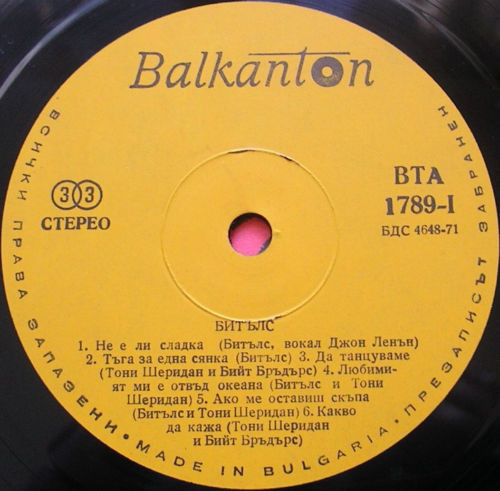 Balkanton
ВСИЧКИ ПРАВА ЗАПАЗЕНИ • MADE IN BULGARIA • ПРЕЗАПИСЪТ ЗАБРАНЕН
33
СТЕРЕО
ВТА
1789-I
БДС 4648-71
БИТЪЛС
1. Не е ли сладка (Битълс, вокал Джон Ленън)
2. Тъга за една сянка (Битълс) 3. Да танцуваме
(Тони Шеридан и Бийт Бръдърс) 4. Любими-
ят ми е отвъд океана (Битълс и Тони
Шеридан) 5. Ако ме оставиш скъпа
(Битълс и Тони Шеридан) 6. Какво
да кажа (Тони Шеридан
и Бийт Бръдърс)